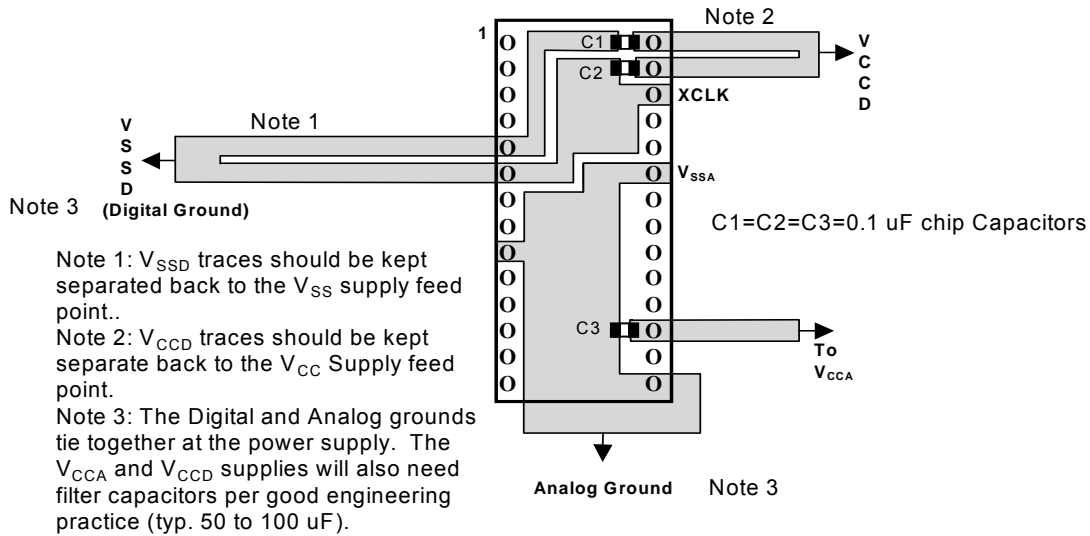 Note 2
1
C1
C2
V
C
C
D
XCLK
Note 1
V
S
S
D
(Digital Ground)
Note 3
VSSA
C1=C2=C3=0.1 uF chip Capacitors
Note 1: VSSD traces should be kept
separated back to the VSS supply feed
point..
Note 2: VCCD traces should be kept
separate back to the VCC Supply feed
point.
Note 3: The Digital and Analog grounds
tie together at the power supply. The
VCCA and VCCD supplies will also need
filter capacitors per good engineering
practice (typ. 50 to 100 uF).
C3
To
VCCA
Analog Ground
Note 3
O O
O O
O O
O O
O O
O O
O O
O O
O O
O O
O O
O O
O O
O O